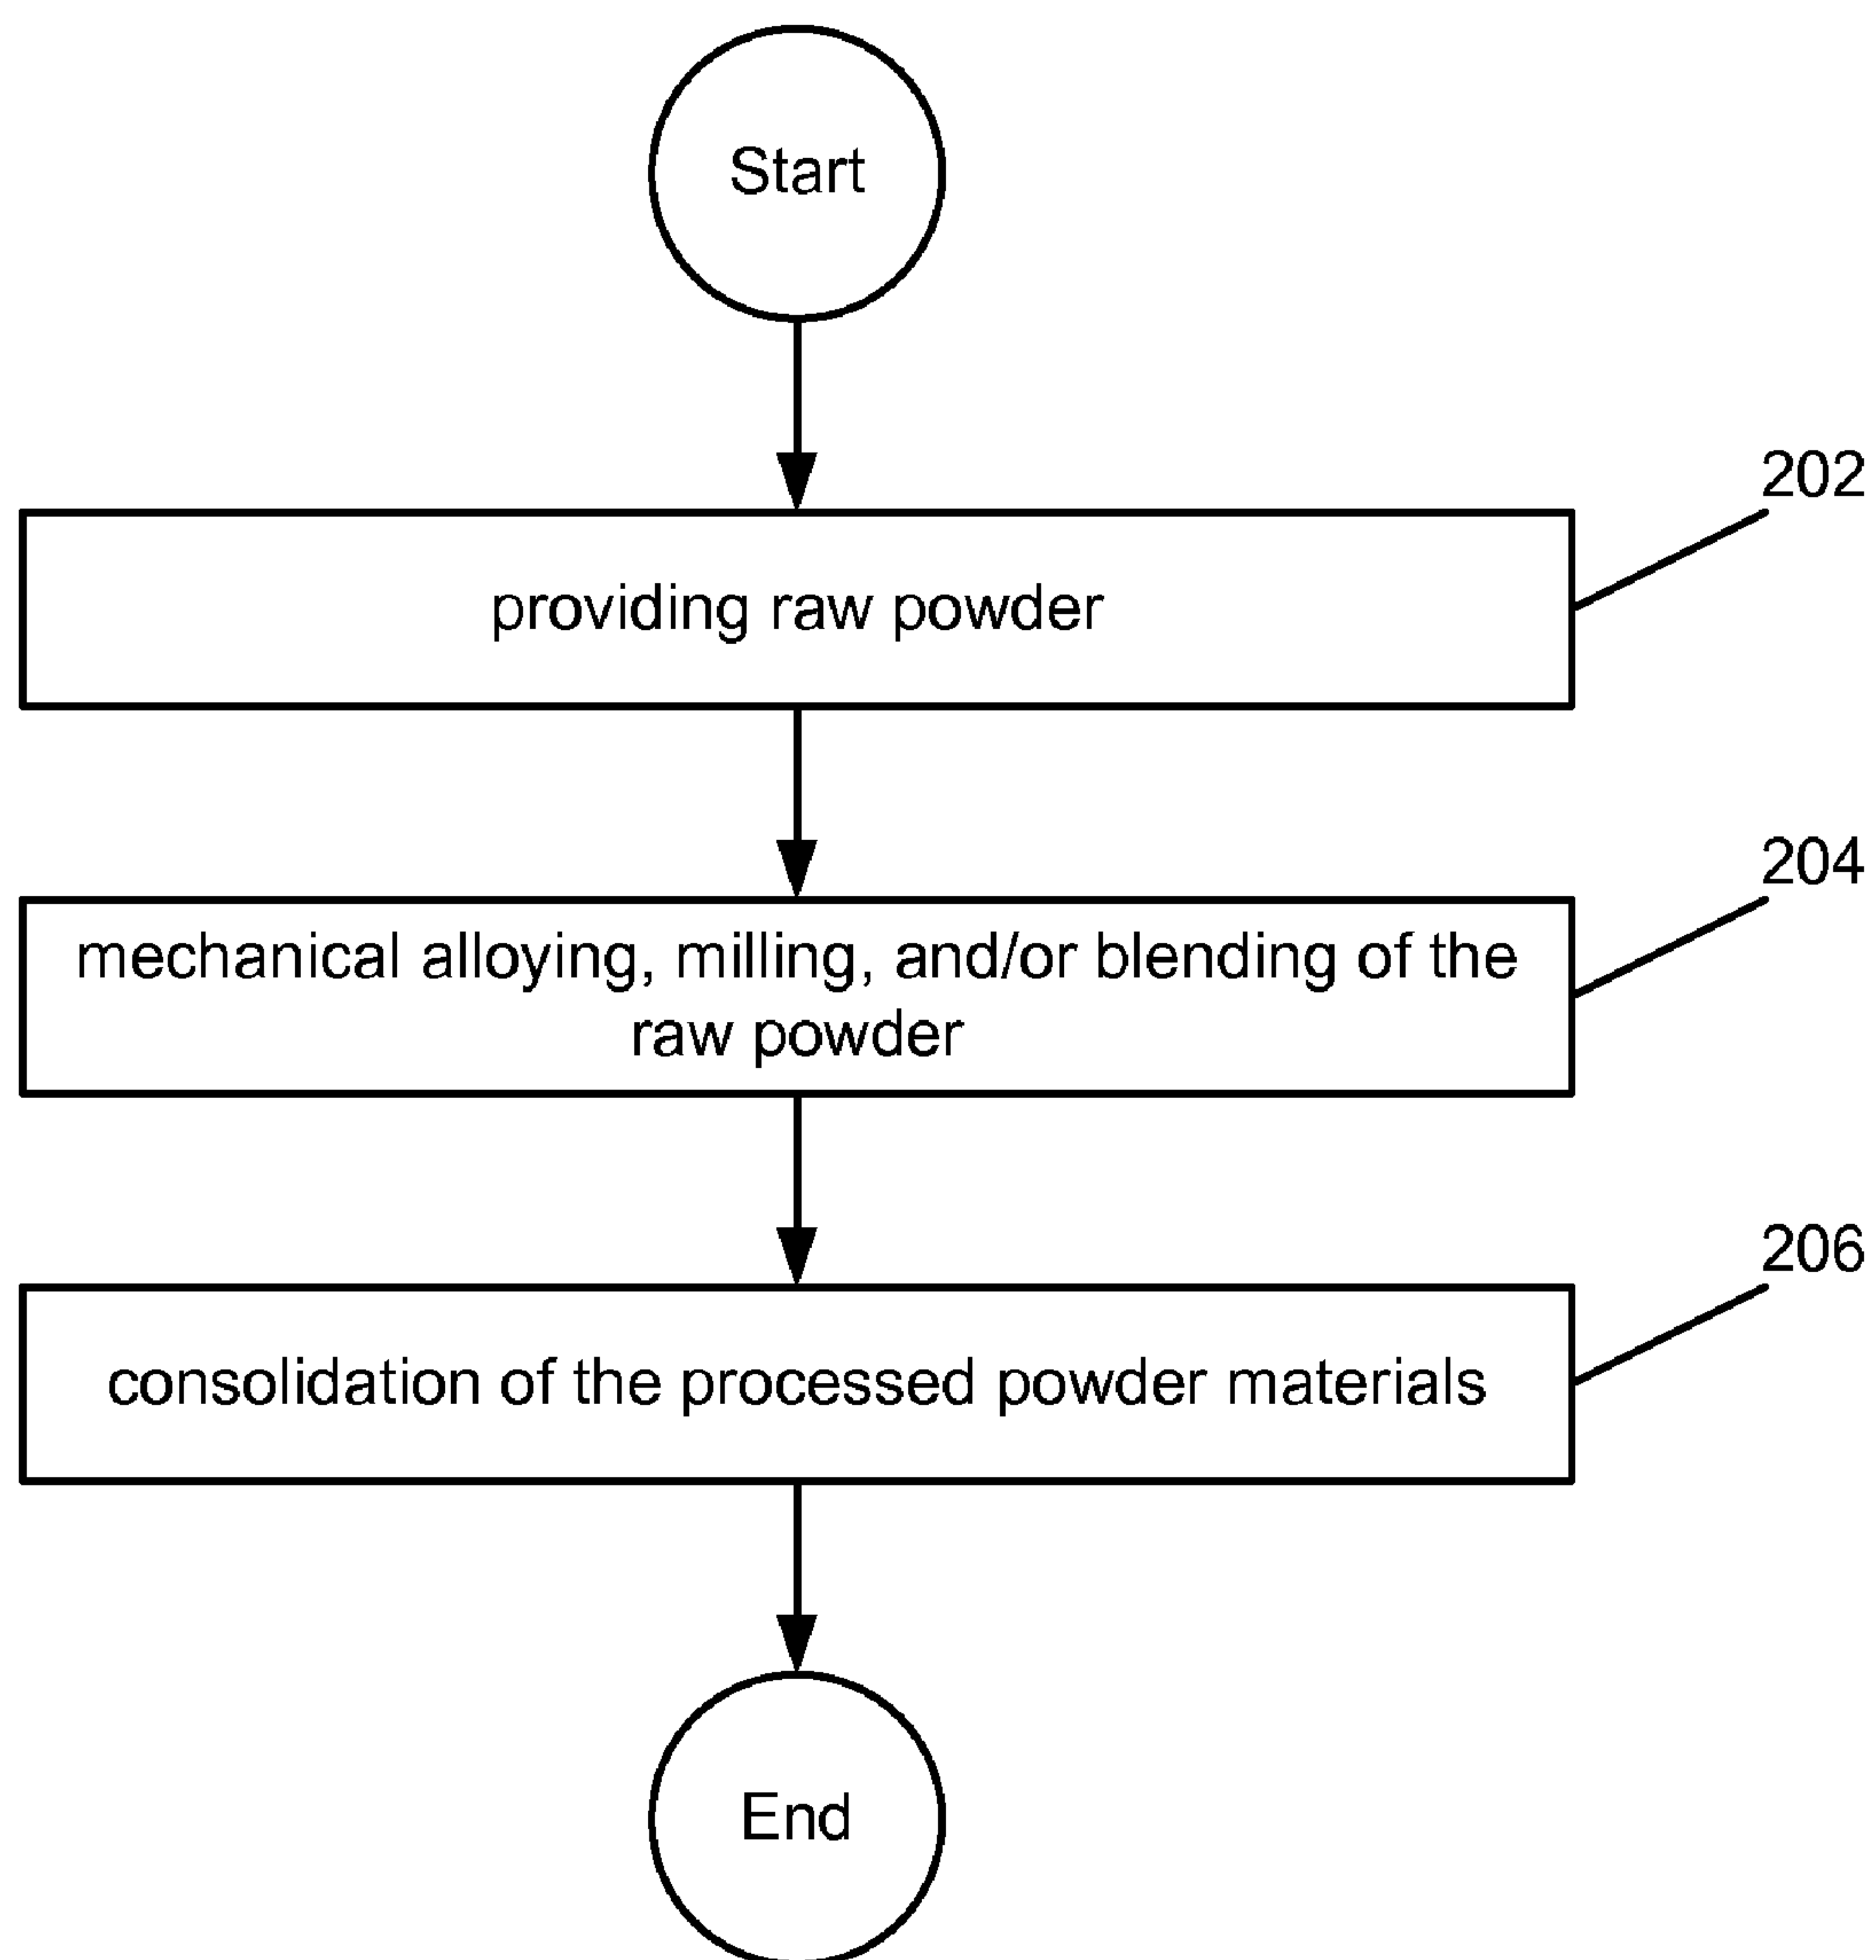 Start
202
providing raw powder
204
mechanical alloying, milling, and/or blending of the
raw powder
206
consolidation of the processed powder materials
End